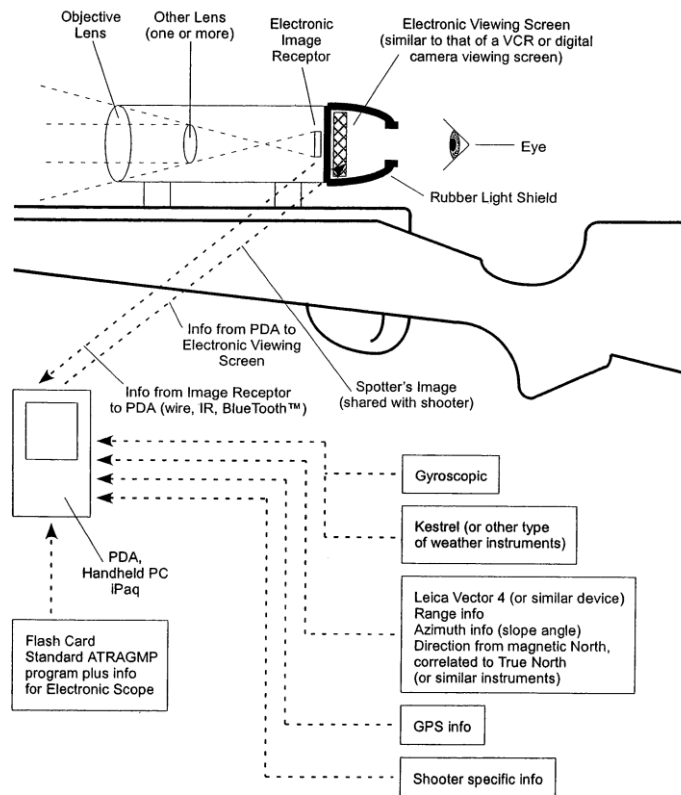 Objective
Lens
Other Lens
(one or more)
Electronic
Image
Receptor
Electronic Viewing Screen
(similar to that of a VCR or digital
camera viewing screen)
Eye
Rubber Light Shield
Info from PDA to
Electronic Viewing
Screen
Info from Image Receptor
to PDA (wire, IR, BlueTooth™)
Spotter's Image
(shared with shooter)
PDA,
Handheld PC
iPaq
Flash Card
Standard ATRAGMP
program plus info
for Electronic Scope
Gyroscopic
Kestrel (or other type
of weather instruments)
Leica Vector 4 (or similar device)
Range info
Azimuth info (slope angle)
Direction from magnetic North,
correlated to True North
(or similar instruments)
GPS info
Shooter specific info